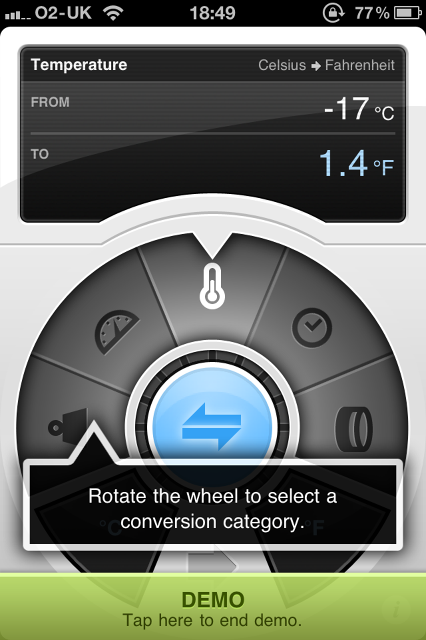 O2-UK 18:49 77%
Temperature Celsius ➔ Fahrenheit
FROM
-17 °C
TO
1.4 °F
Rotate the wheel to select a
conversion category.
°C °F
DEMO
Tap here to end demo.
i